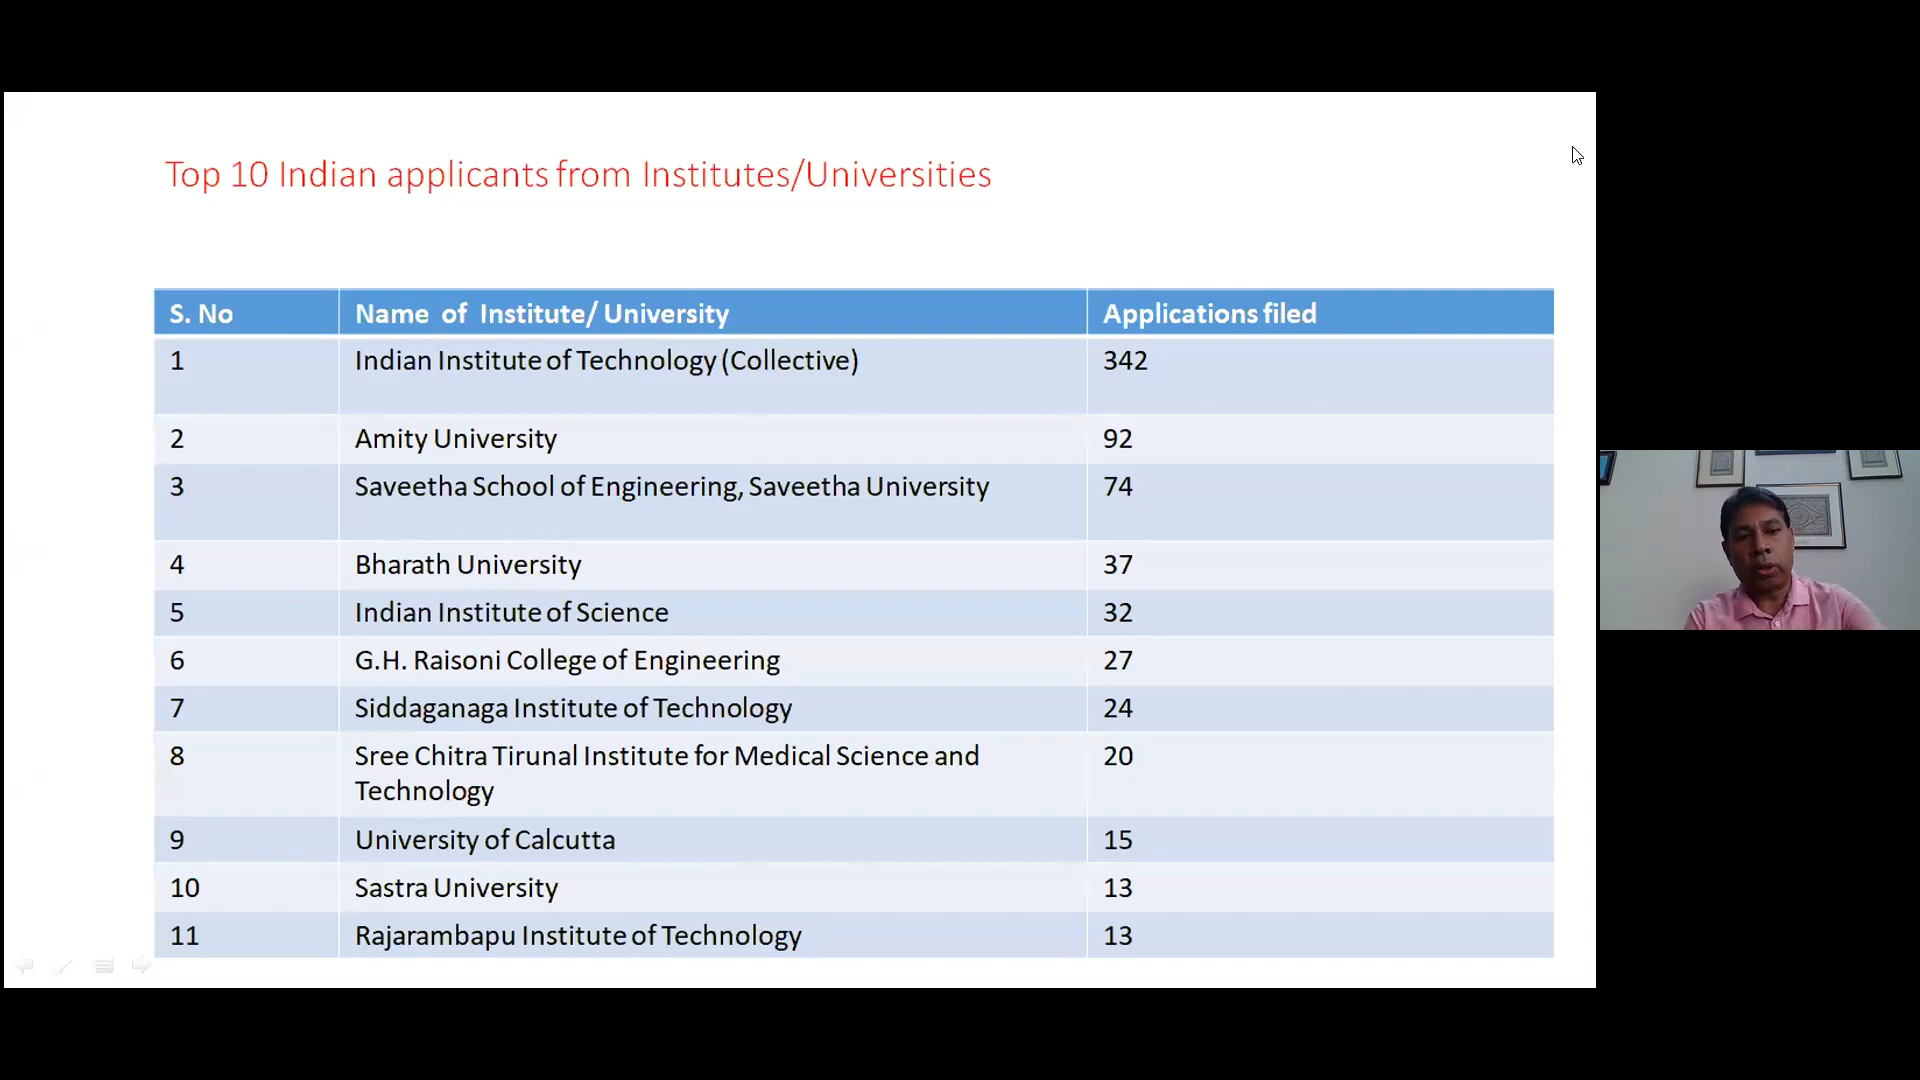 Top 10 Indian applicants from Institutes/Universities
S. No Name of Institute/ University Applications filed
1 Indian Institute of Technology (Collective) 342
2 Amity University 92
3 Saveetha School of Engineering, Saveetha University 74
4 Bharath University 37
5 Indian Institute of Science 32
6 G.H. Raisoni College of Engineering 27
7 Siddaganaga Institute of Technology 24
8 Sree Chitra Tirunal Institute for Medical Science and 20
Technology
9 University of Calcutta 15
10 Sastra University 13
11 Rajarambapu Institute of Technology 13